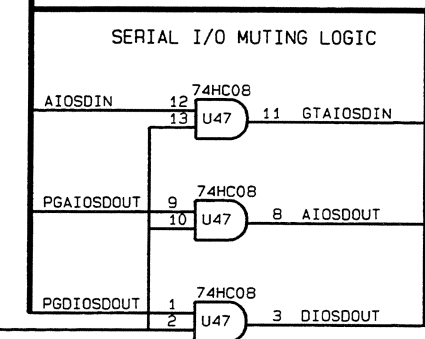 SERIAL I/O MUTING LOGIC
74HC08
AIOSDIN 12 U47 11 GTAIOSDIN
13
74HC08
PGAIOSDOUT 9 U47 8 AIOSDOUT
10
74HC08
PGDIOSDOUT 1 U47 3 DIOSDOUT
2